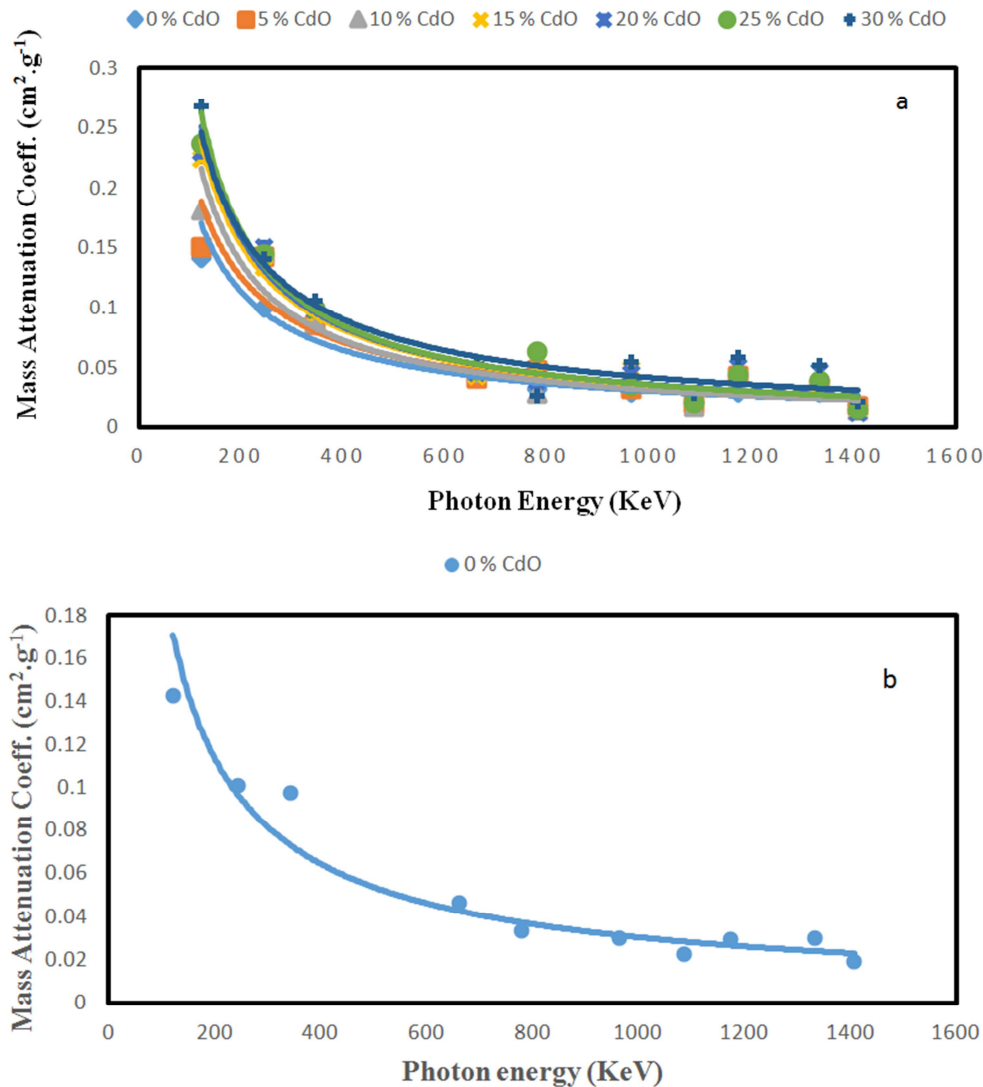 0 % CdO 5 % CdO 10 % CdO 15 % CdO 20 % CdO 25 % CdO 30 % CdO
Mass Attenuation Coeff. (cm².g⁻¹)
0.3
0.25
0.2
0.15
0.1
0.05
0
a
0 200 400 600 800 1000 1200 1400 1600
Photon Energy (KeV)
0 % CdO
Mass Attenuation Coeff. (cm².g⁻¹)
0.18
0.16
0.14
0.12
0.1
0.08
0.06
0.04
0.02
0
b
0 200 400 600 800 1000 1200 1400 1600
Photon energy (KeV)